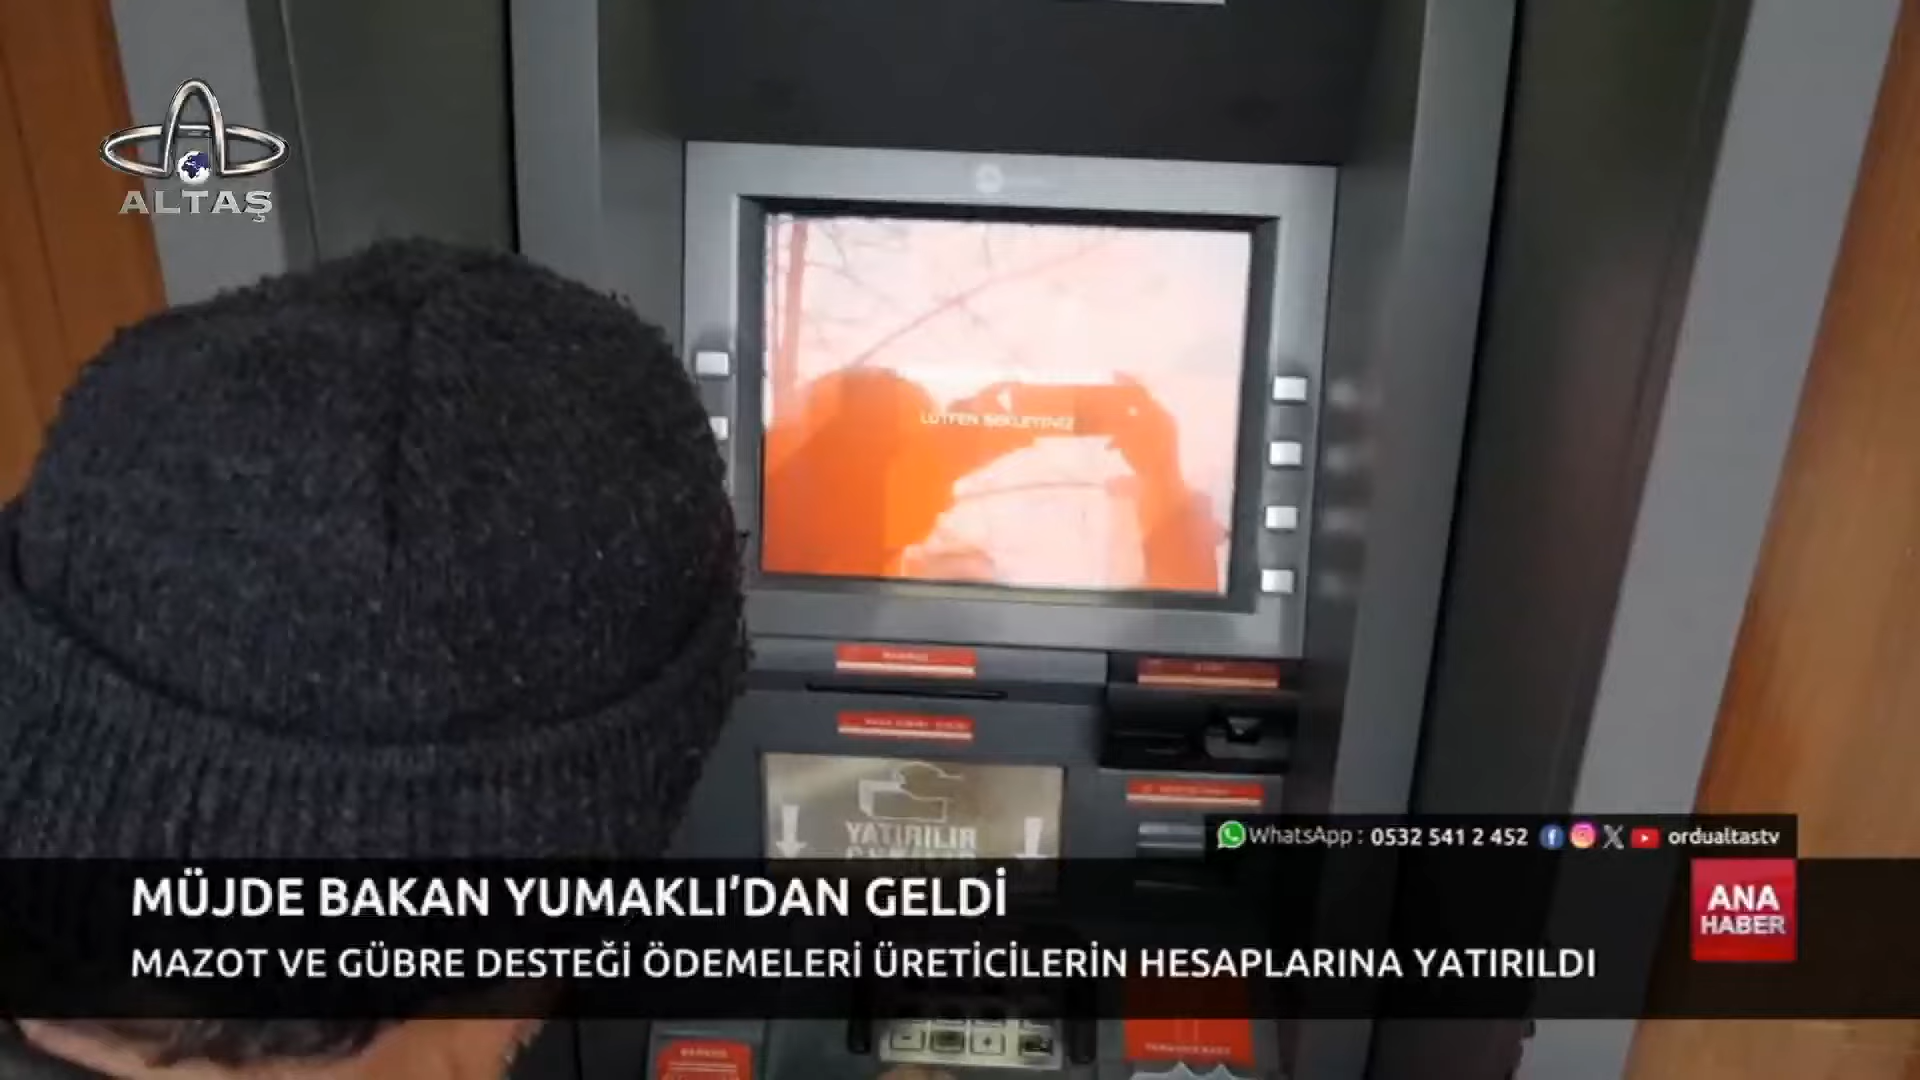 ALTAŞ
LÜTFEN BEKLEYİNİZ
YATIRILIR
WhatsApp : 0532 541 2 452 ordualtastv
MÜJDE BAKAN YUMAKLI'DAN GELDİ
ANA
HABER
MAZOT VE GÜBRE DESTEĞİ ÖDEMELERİ ÜRETİCİLERİN HESAPLARINA YATIRILDI